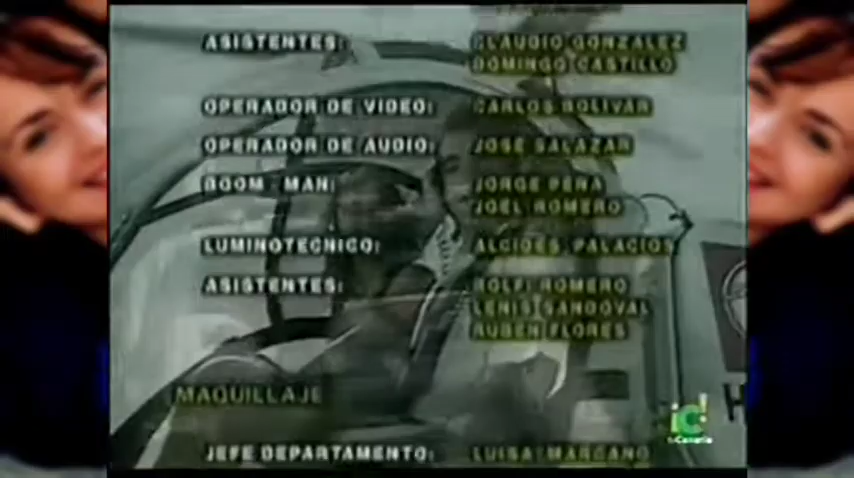 ASISTENTES: CLAUDIO GONZALEZ
DOMINGO CASTILLO
OPERADOR DE VIDEO: CARLOS BOLIVAR
OPERADOR DE AUDIO: JOSE SALAZAR
BOOM - MAN: JORGE PEÑA
JOEL ROMERO
LUMINOTECNICO: ALCIDES PALACIOS
ASISTENTES: ROLFI ROMERO
LENIS SANDOVAL
RUBEN FLORES
MAQUILLAJE
JEFE DEPARTAMENTO: LUISA MARCANO
tvCanaria
H